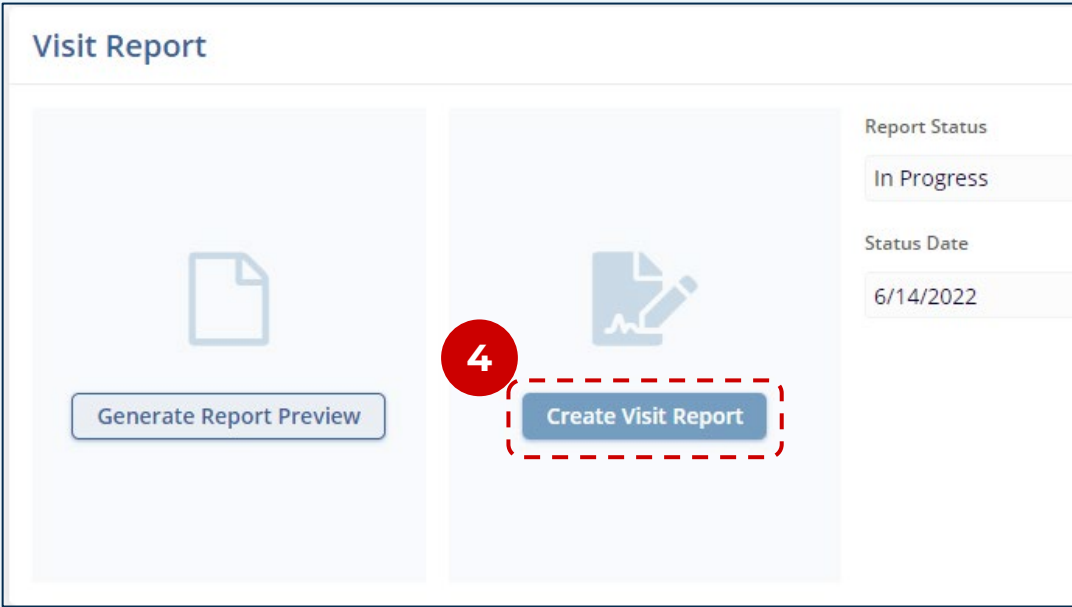 Visit Report
Report Status
In Progress
Status Date
6/14/2022
4
Generate Report Preview
Create Visit Report